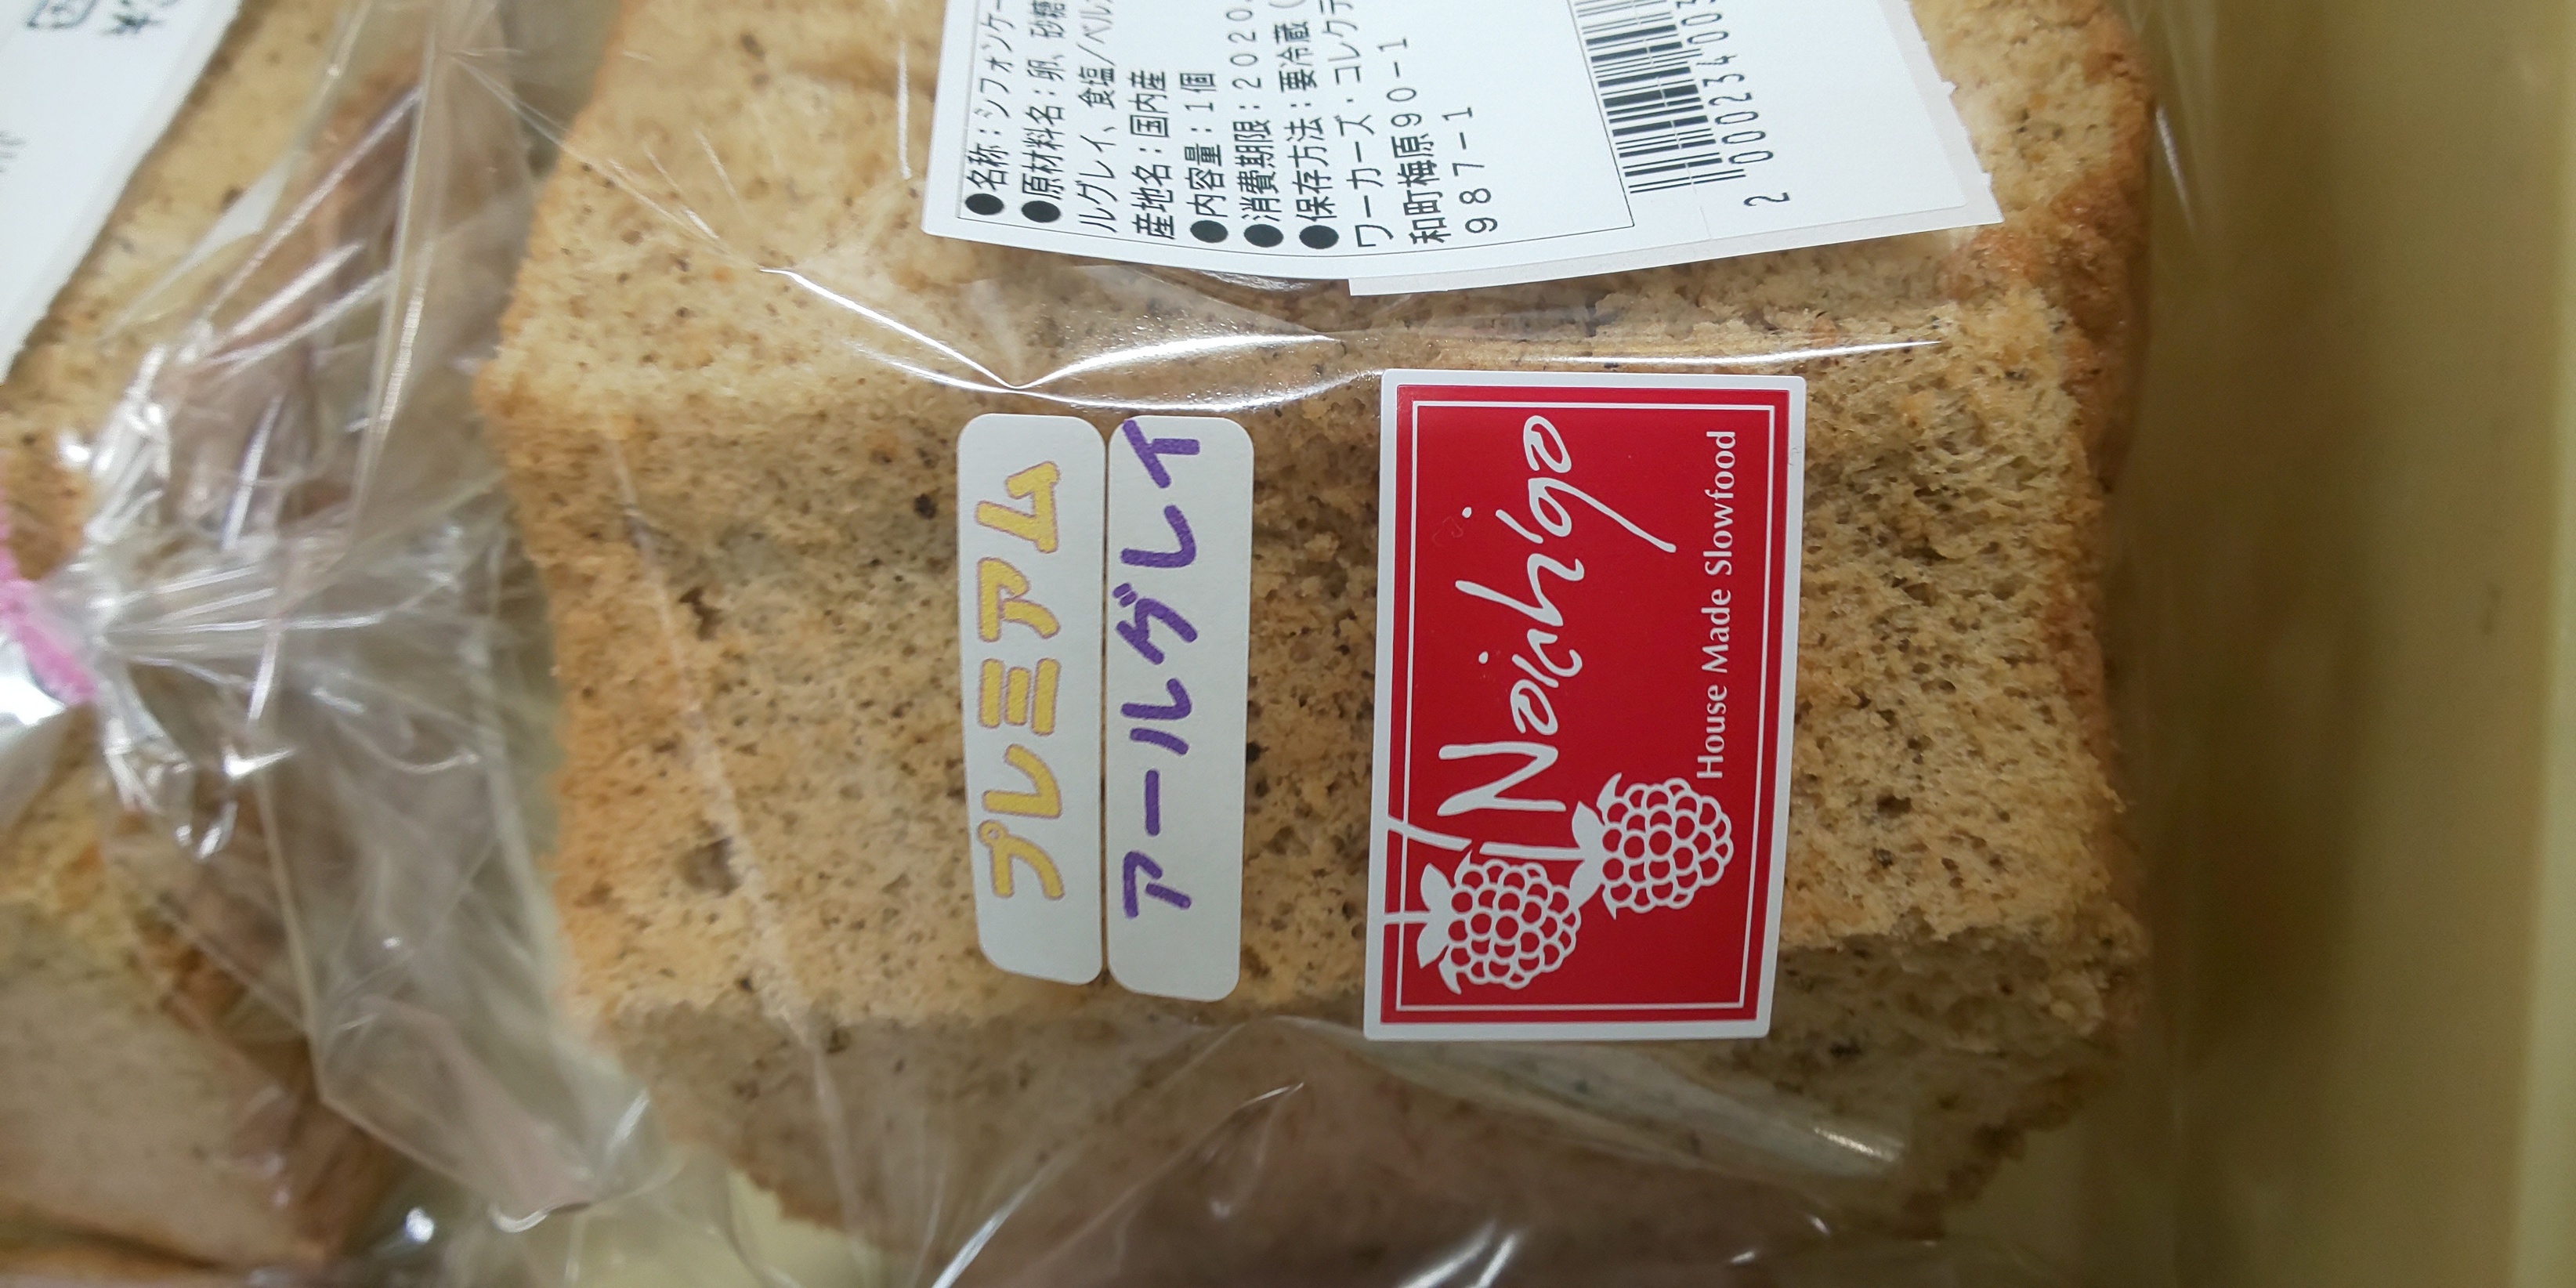 ●名称：シフォンケー
●原材料名：卵、砂糖
ルグレイ、食塩/ベル
産地名：国内産
●内容量：1個
●消費期限：2020.
●保存方法：要冷蔵（
ワーカーズ・コレクテ
和町梅原90-1
987-1
2 000234 003
プレミアム
アールグレイ
House Made Slowfood